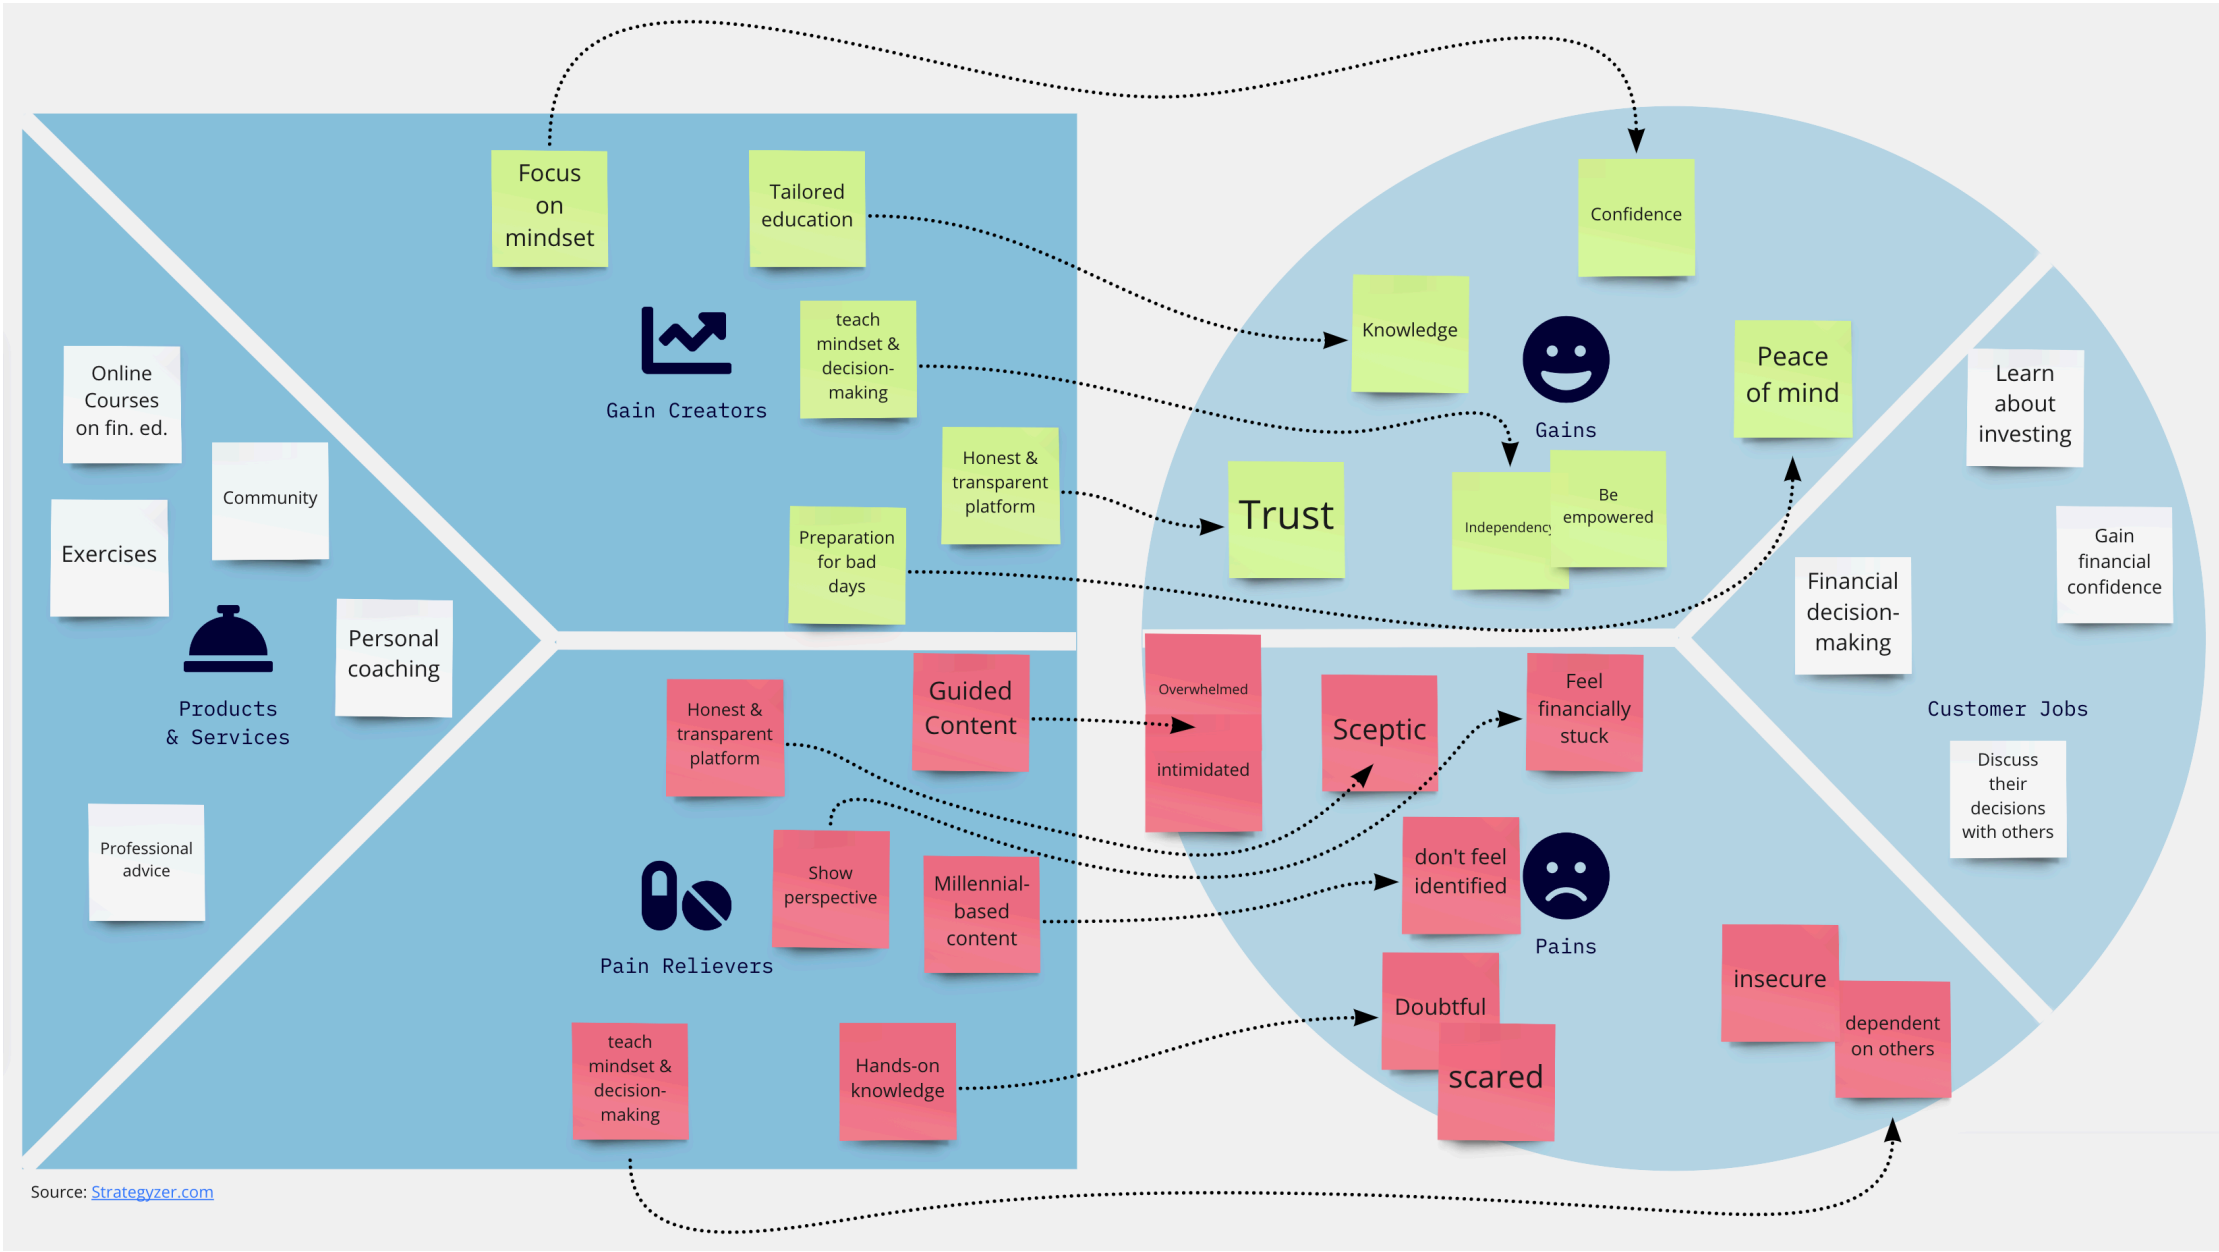 Focus
on
mindset
Tailored
education
teach
mindset &
decision-
making
Gain Creators
Honest &
transparent
platform
Preparation
for bad
days
Online
Courses
on fin. ed.
Community
Exercises
Personal
coaching
Products
& Services
Professional
advice
Guided
Content
Honest &
transparent
platform
Show
perspective
Millennial-
based
content
Pain Relievers
teach
mindset &
decision-
making
Hands-on
knowledge
Confidence
Knowledge
Peace
of mind
Gains
Trust
Independency
Be
empowered
Learn
about
investing
Gain
financial
confidence
Financial
decision-
making
Customer Jobs
Discuss
their
decisions
with others
Overwhelmed
intimidated
Sceptic
Feel
financially
stuck
don't feel
identified
Pains
Doubtful
scared
insecure
dependent
on others
Source: Strategyzer.com